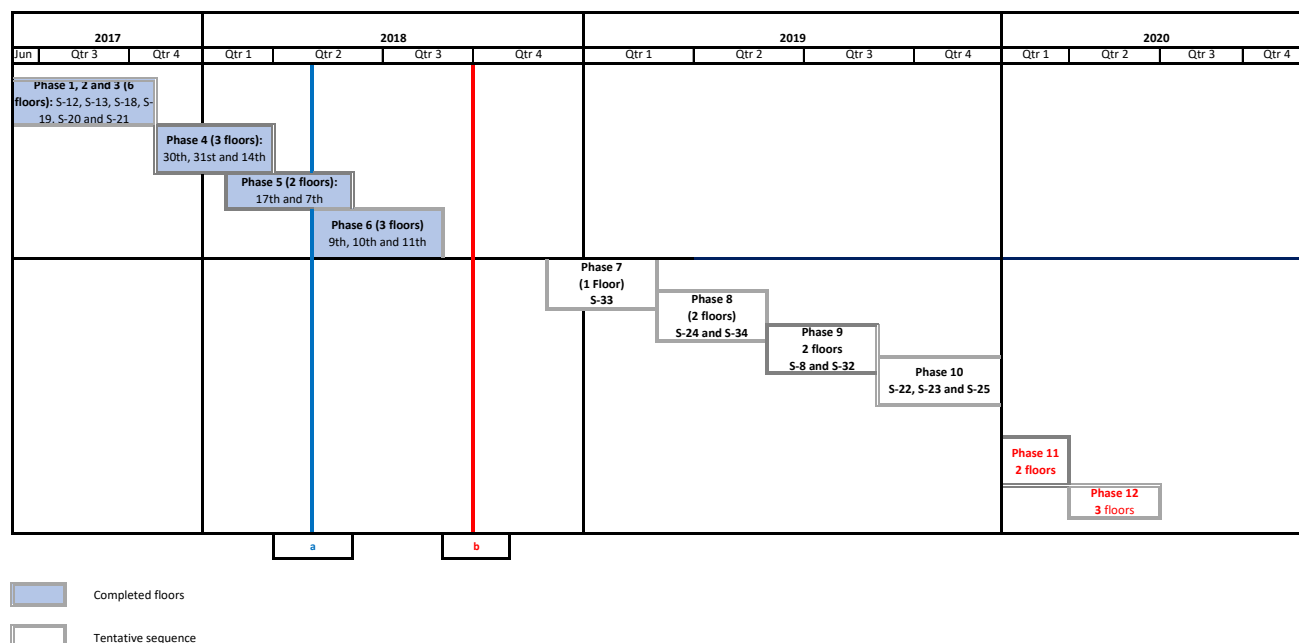 2017 2018 2019 2020
Jun Qtr 3 Qtr 4 Qtr 1 Qtr 2 Qtr 3 Qtr 4 Qtr 1 Qtr 2 Qtr 3 Qtr 4 Qtr 1 Qtr 2 Qtr 3 Qtr 4
Phase 1, 2 and 3 (6
floors): S-12, S-13, S-18, S-
19. S-20 and S-21
Phase 4 (3 floors):
30th, 31st and 14th
Phase 5 (2 floors):
17th and 7th
Phase 6 (3 floors)
9th, 10th and 11th
Phase 7
(1 Floor)
S-33
Phase 8
(2 floors)
S-24 and S-34
Phase 9
2 floors
S-8 and S-32
Phase 10
S-22, S-23 and S-25
Phase 11
2 floors
Phase 12
3 floors
a b
Completed floors
Tentative sequence